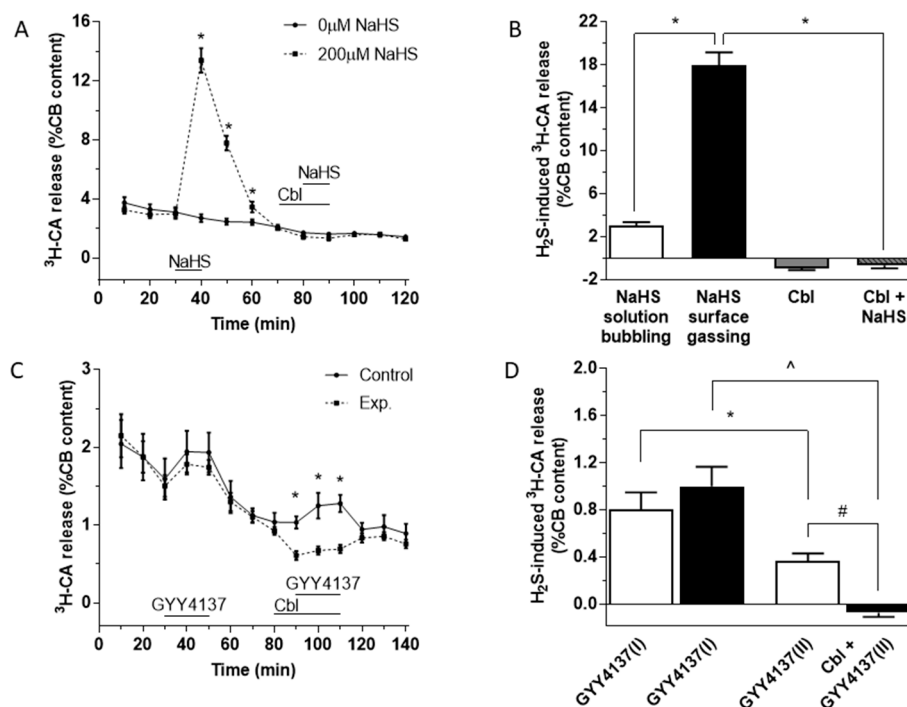 A
³H-CA release (%CB content)
16
12
8
4
0
0μM NaHS
200μM NaHS
*
*
*
NaHS
Cbl
NaHS
0 20 40 60 80 100 120
Time (min)
B
H₂S-induced ³H-CA release
(%CB content)
22
18
14
10
6
2
-2
* *
NaHS solution bubbling
NaHS surface gassing
Cbl
Cbl + NaHS
C
³H-CA release (%CB content)
3
2
1
0
Control
Exp.
* * *
GYY4137
GYY4137
Cbl
0 20 40 60 80 100 120 140
Time (min)
D
H₂S-induced ³H-CA release
(%CB content)
2.0
1.6
1.2
0.8
0.4
0.0
^
*
#
GYY4137(I)
GYY4137(I)
GYY4137(II)
Cbl +
GYY4137(II)